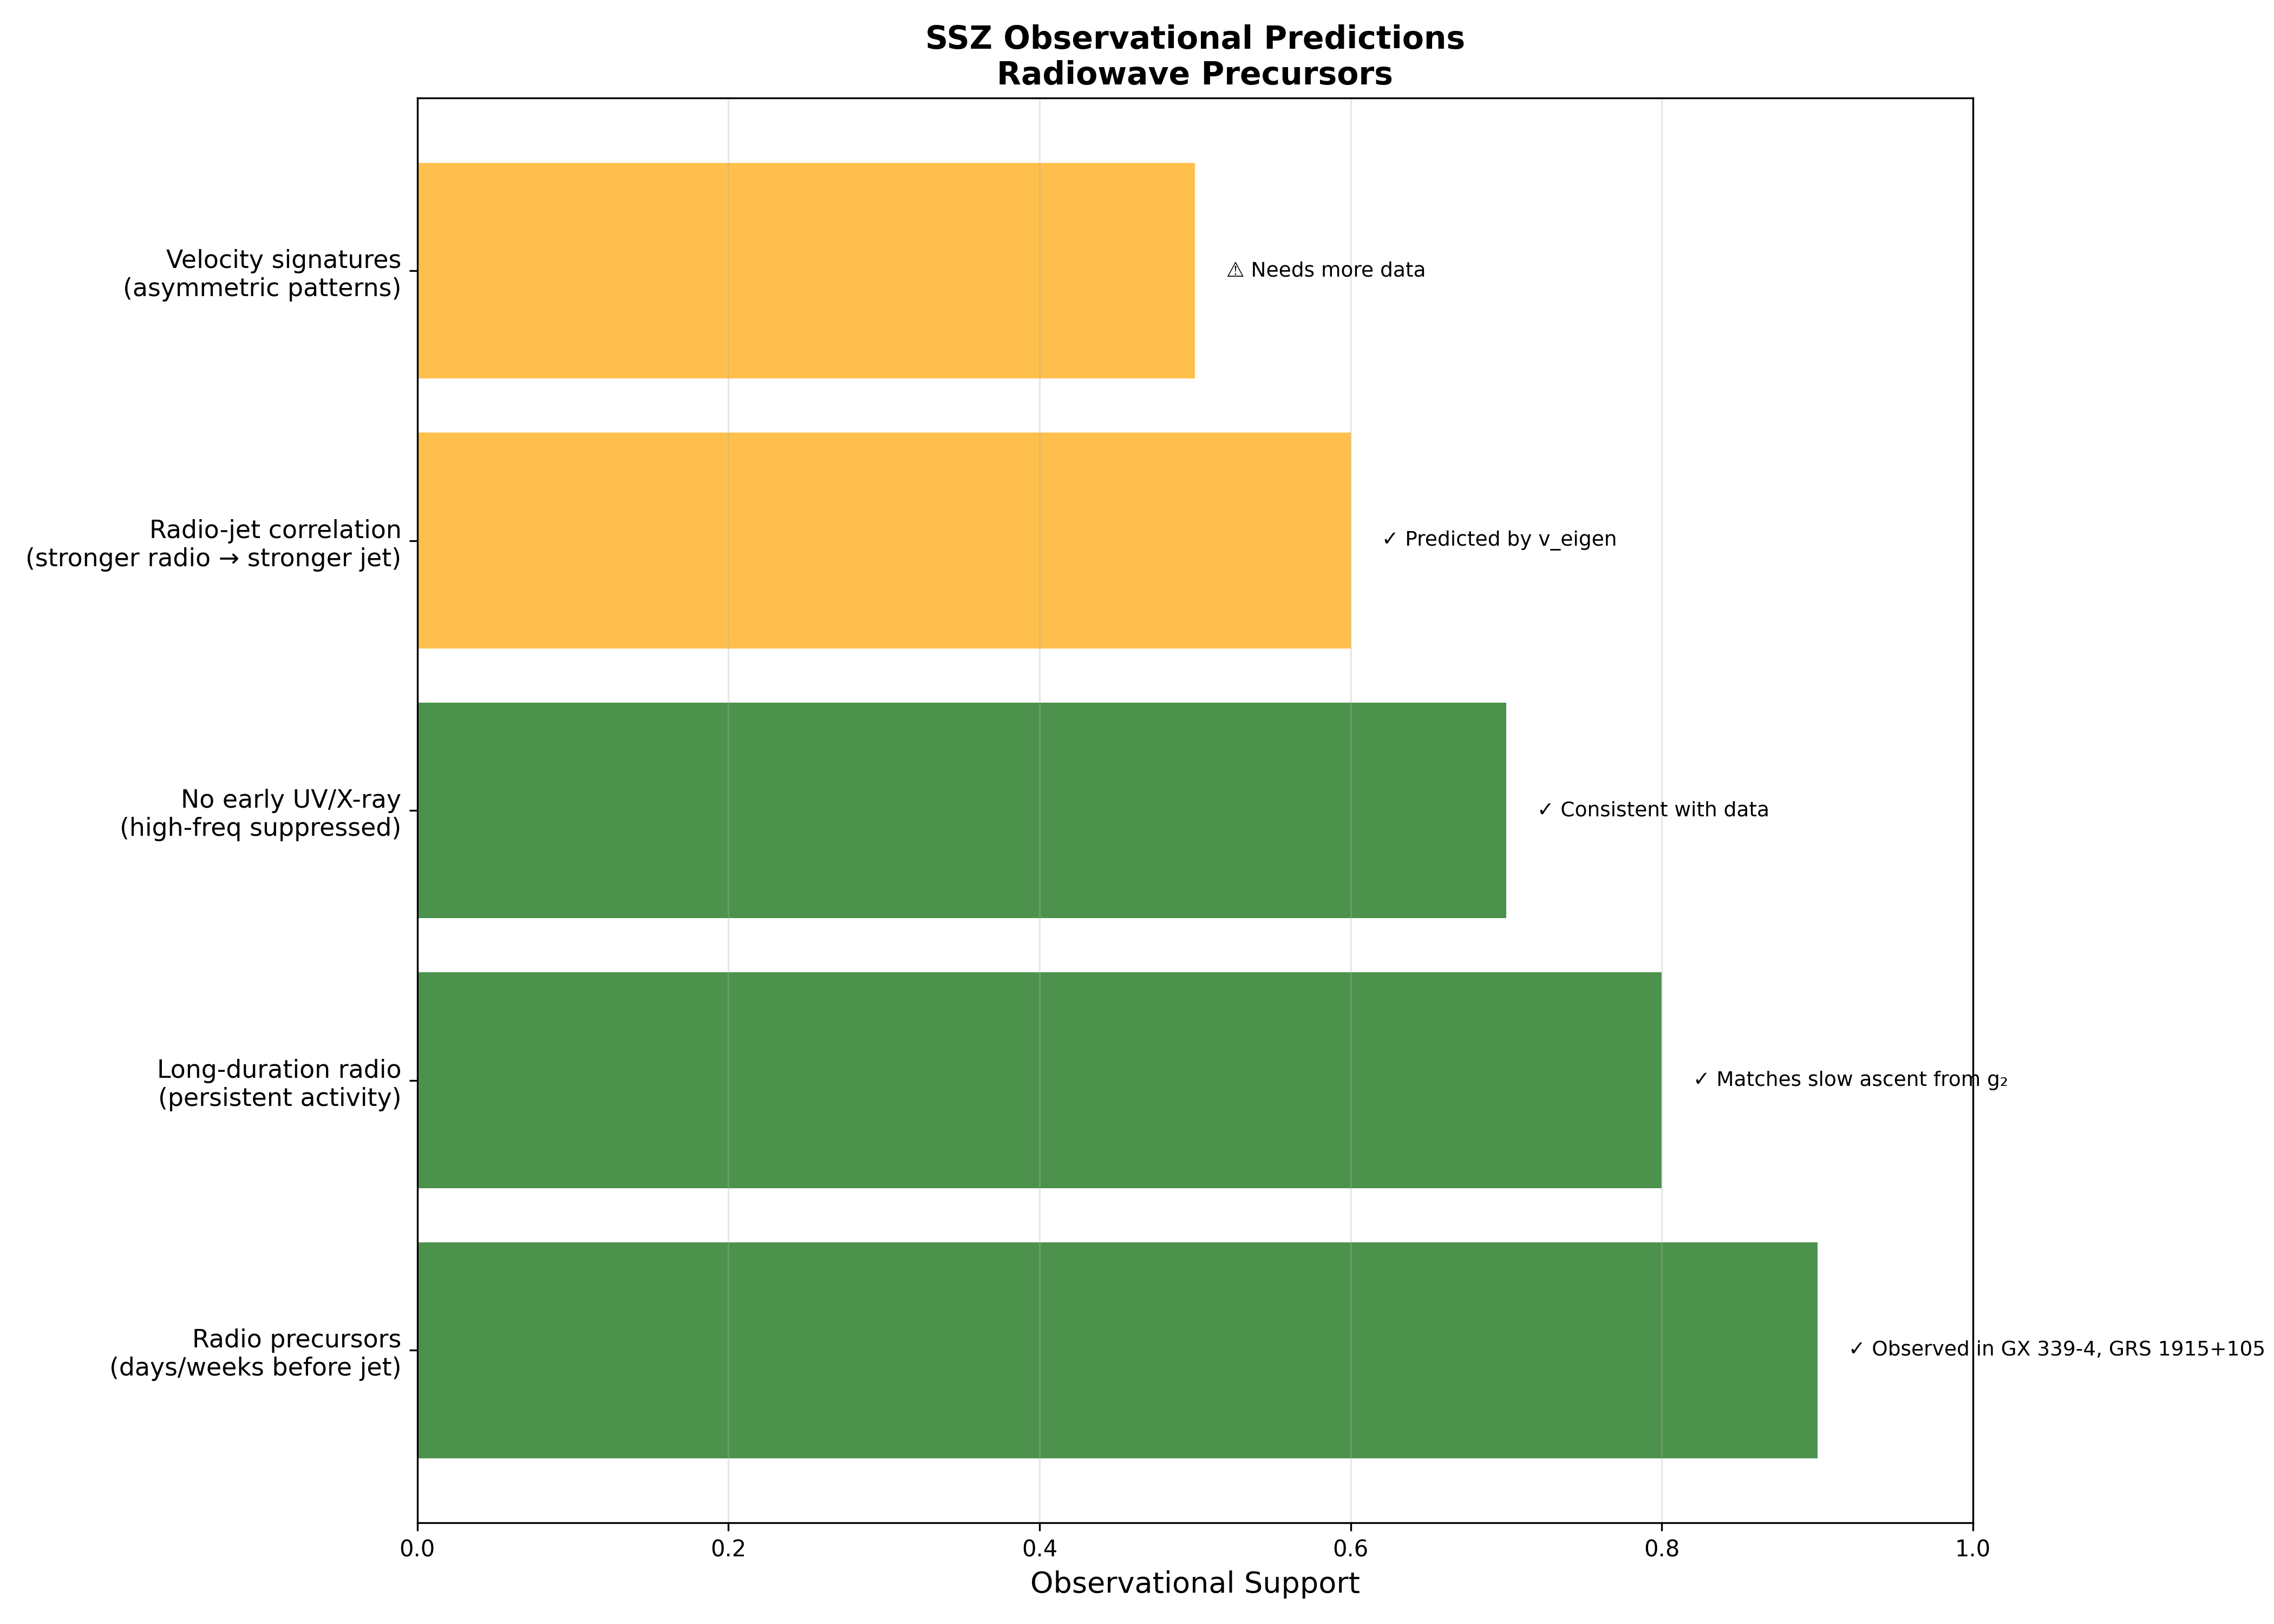 SSZ Observational Predictions
Radiowave Precursors
Velocity signatures
(asymmetric patterns)
⚠ Needs more data
Radio-jet correlation
(stronger radio → stronger jet)
✓ Predicted by v_eigen
No early UV/X-ray
(high-freq suppressed)
✓ Consistent with data
Long-duration radio
(persistent activity)
✓ Matches slow ascent from g₂
Radio precursors
(days/weeks before jet)
✓ Observed in GX 339-4, GRS 1915+105
0.0 0.2 0.4 0.6 0.8 1.0
Observational Support